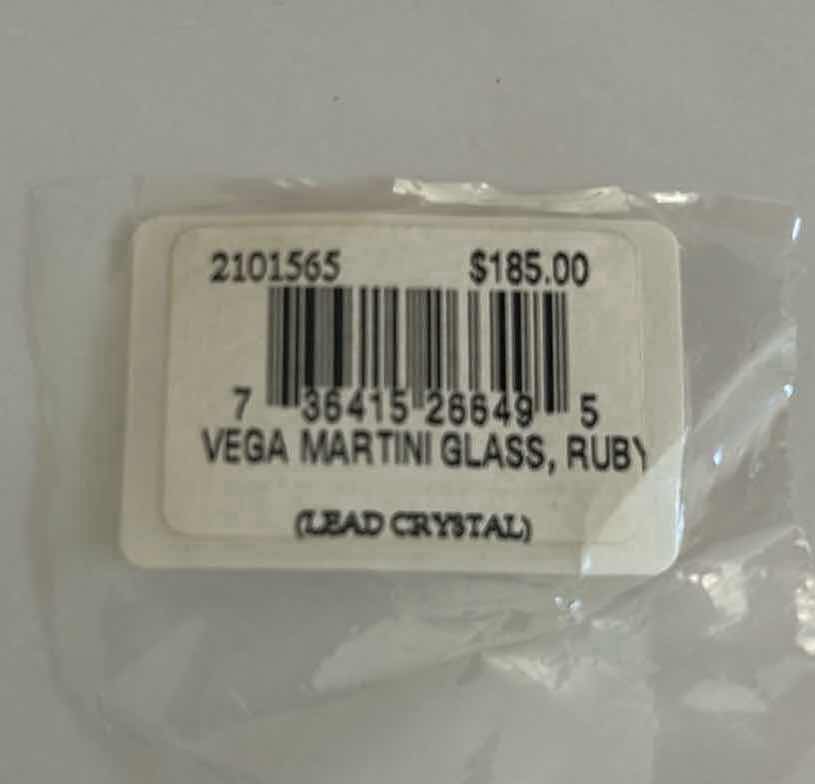 2101565 $185.00
7 36415 26649 5
VEGA MARTINI GLASS, RUBY
(LEAD CRYSTAL)